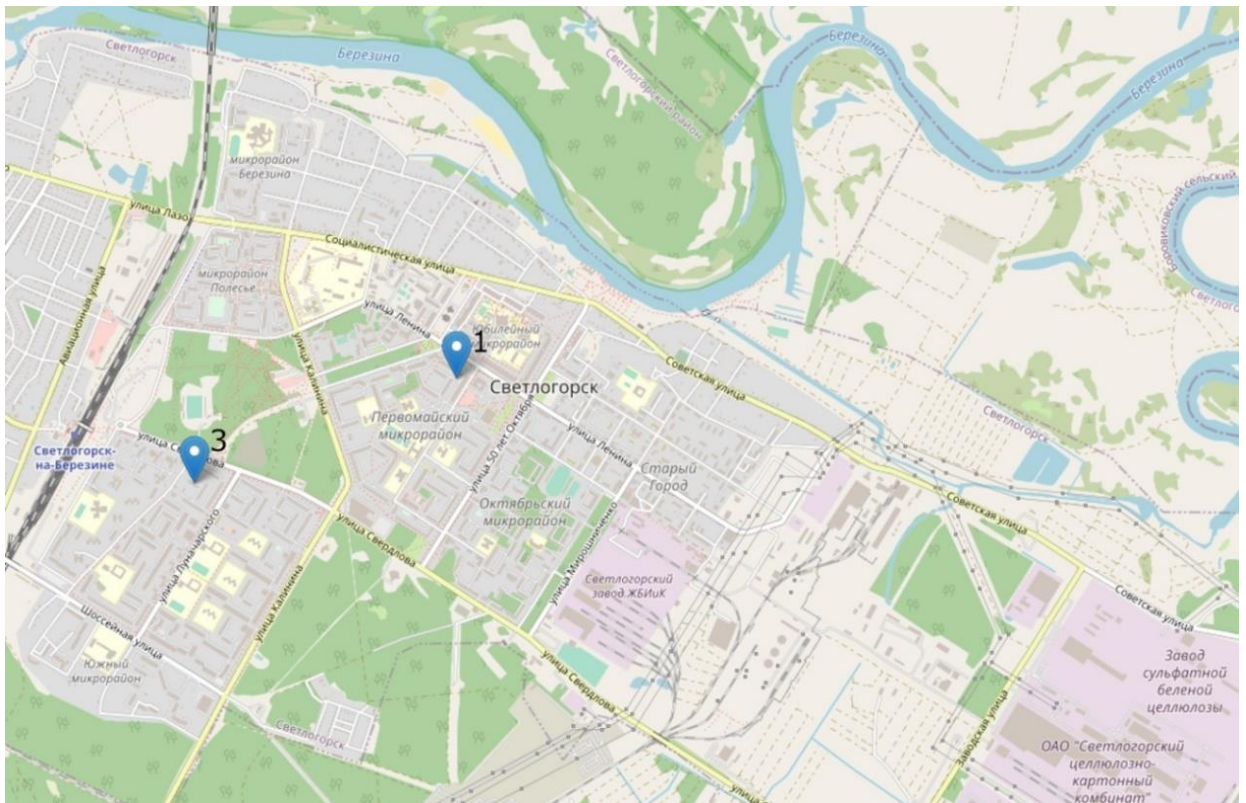 Светлогорск
Березина
Березина
Светлогорский район
Боровиковский сельский
микрорайон
Березина
улица Лазо
Социалистическая улица
микрорайон
Полесье
Авиационная улица
улица Ленина
Юбилейный
микрорайон
1
Светлогорск
улица Калинина
Советская улица
Первомайский
микрорайон
улица 50 лет Октября
улица Ленина
Светлогорск
Светлогорск-
на-Березине
3
Старый
Город
Октябрьский
микрорайон
Советская улица
улица Свердлова
улица Мирошниченко
улица Луначарского
Светлогорский
завод ЖБИиК
улица Калинина
Шоссейная улица
Советская улица
Южный
микрорайон
улица Свердлова
Завод
сульфатной
беленой
целлюлозы
Светлогорск
Заводская улица
ОАО "Светлогорский
целлюлозно-
картонный
комбинат"